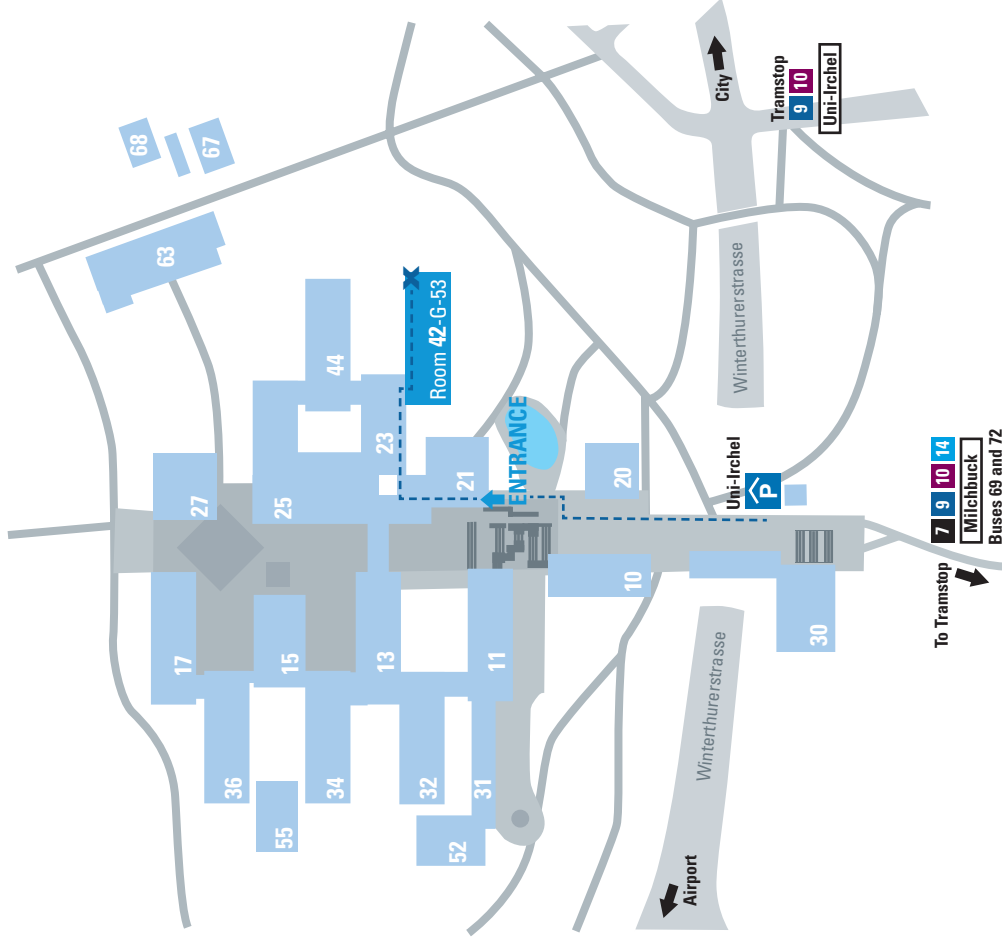 68
67
63
City
Tramstop
9 10
Uni-Irchel
44
Room 42-G-53
23
27
25
21
ENTRANCE
20
Winterthurerstrasse
Uni-Irchel
P
17
15
13
11
10
30
36
34
32
31
55
52
Winterthurerstrasse
Airport
7 9 10 14
Milchbuck
Buses 69 and 72
To Tramstop